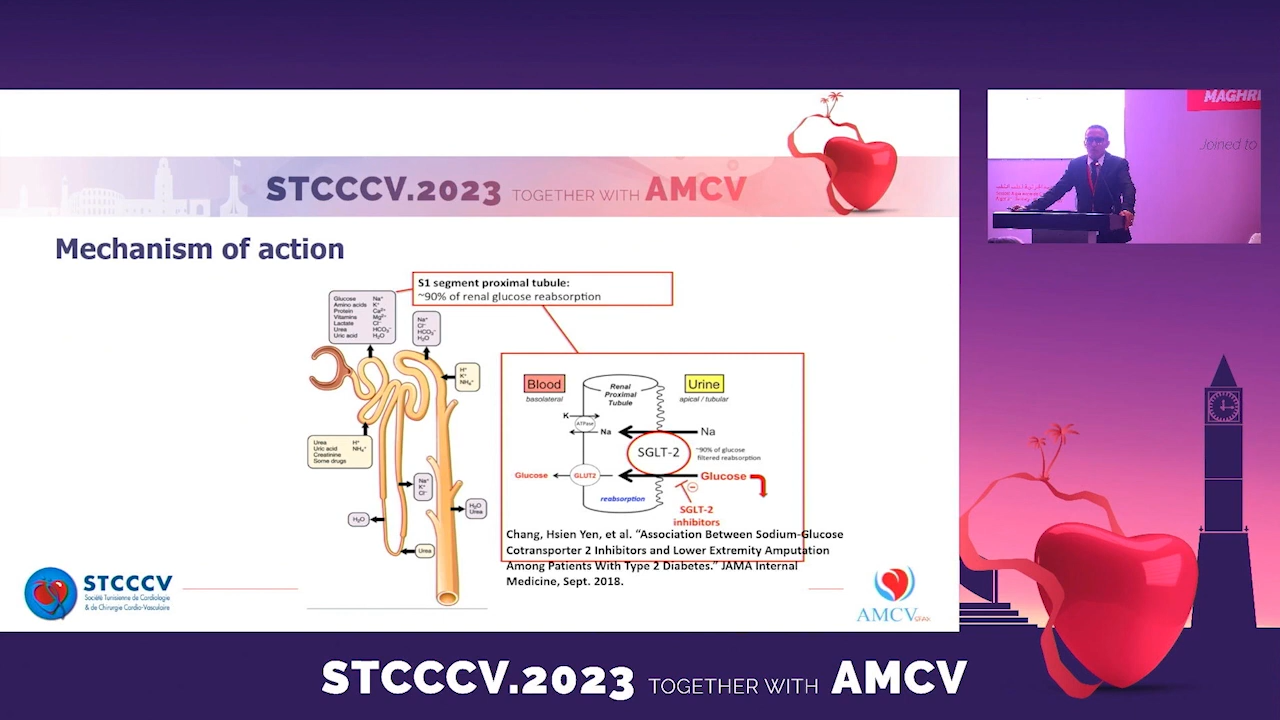 STCCCV.2023 TOGETHER WITH AMCV
Mechanism of action
S1 segment proximal tubule:
~90% of renal glucose reabsorption
Glucose Na⁺
Amino acids K⁺
Protein Ca²⁺
Vitamins Mg²⁺
Lactate Cl⁻
Urea HCO₃⁻
Uric acid H₂O
Na⁺
Cl⁻
HCO₃⁻
H₂O
H⁺
K⁺
NH₄⁺
Urea H⁺
Uric acid NH₄⁺
Creatinine
Some drugs
Na⁺
K⁺
Cl⁻
H₂O
H₂O
Urea
Urea
Blood
basolateral
Renal
Proximal
Tubule
Urine
apical / tubular
K
ATPase
Na
Na
SGLT-2
~90% of glucose
filtered reabsorption
Glucose
GLUT2
Glucose
reabsorption
SGLT-2
inhibitors
Chang, Hsien Yen, et al. “Association Between Sodium-Glucose
Cotransporter 2 Inhibitors and Lower Extremity Amputation
Among Patients With Type 2 Diabetes.” JAMA Internal
Medicine, Sept. 2018.
STCCCV
Société Tunisienne de Cardiologie
& de Chirurgie Cardio-Vasculaire
AMCV
MAGHR
Joined to
STCCCV.2023 TOGETHER WITH AMCV